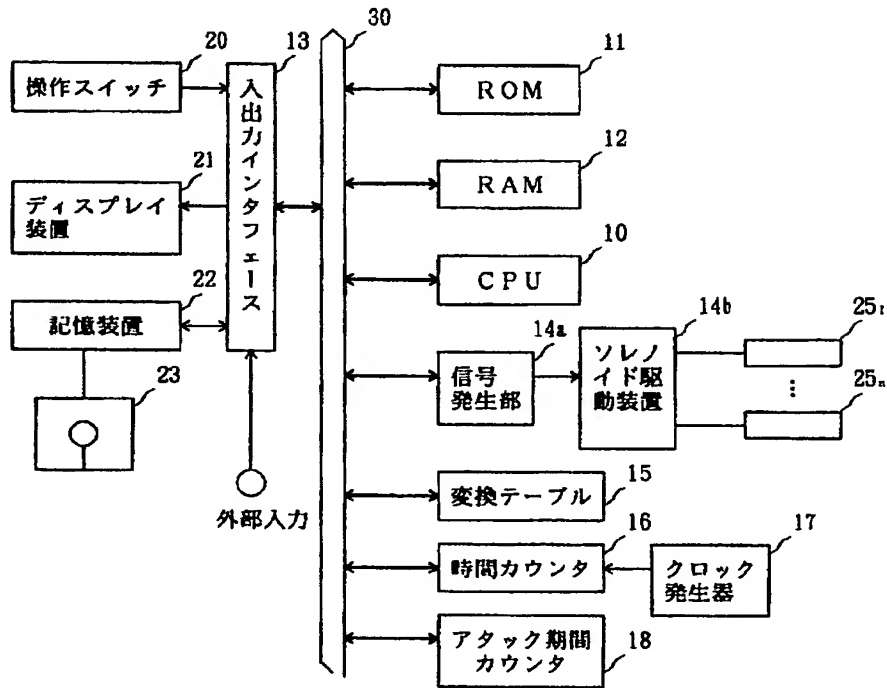 30
20
13
11
操作スイッチ
ROM
入出力インタフェース
21
12
ディスプレイ
装置
RAM
22
10
記憶装置
CPU
14a
14b
25₁
23
信号
発生部
ソレノ
イド駆
動装置
⋮
25ₙ
外部入力
15
変換テーブル
16
17
時間カウンタ
クロック
発生器
アタック期間
カウンタ
18